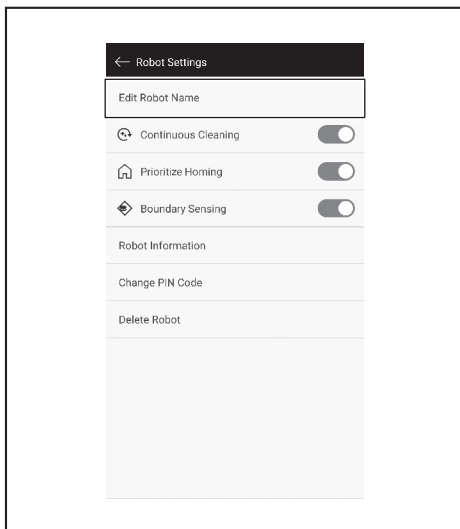 Robot Settings
Edit Robot Name
Continuous Cleaning
Prioritize Homing
Boundary Sensing
Robot Information
Change PIN Code
Delete Robot